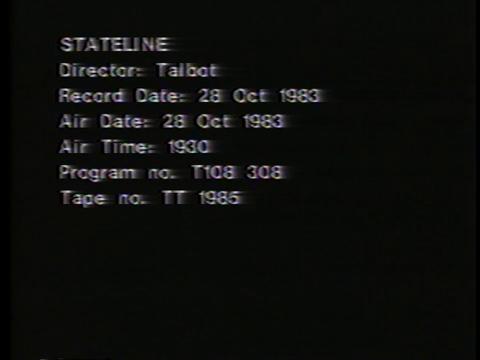 STATELINE
Director: Talbot
Record Date: 28 Oct 1983
Air Date: 28 Oct 1983
Air Time: 1930
Program no. T108 308
Tape no. TT 1985